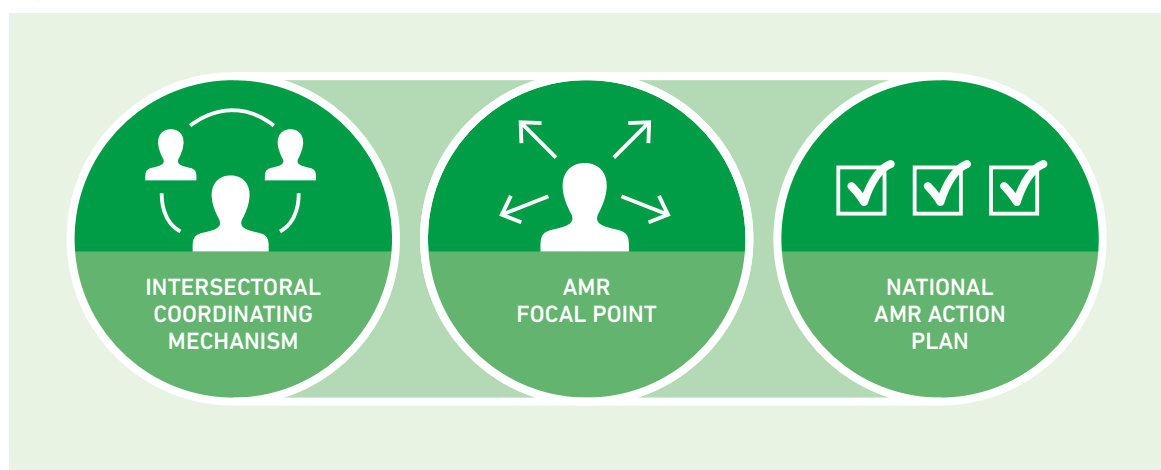 INTERSECTORAL
COORDINATING
MECHANISM
AMR
FOCAL POINT
NATIONAL
AMR ACTION
PLAN